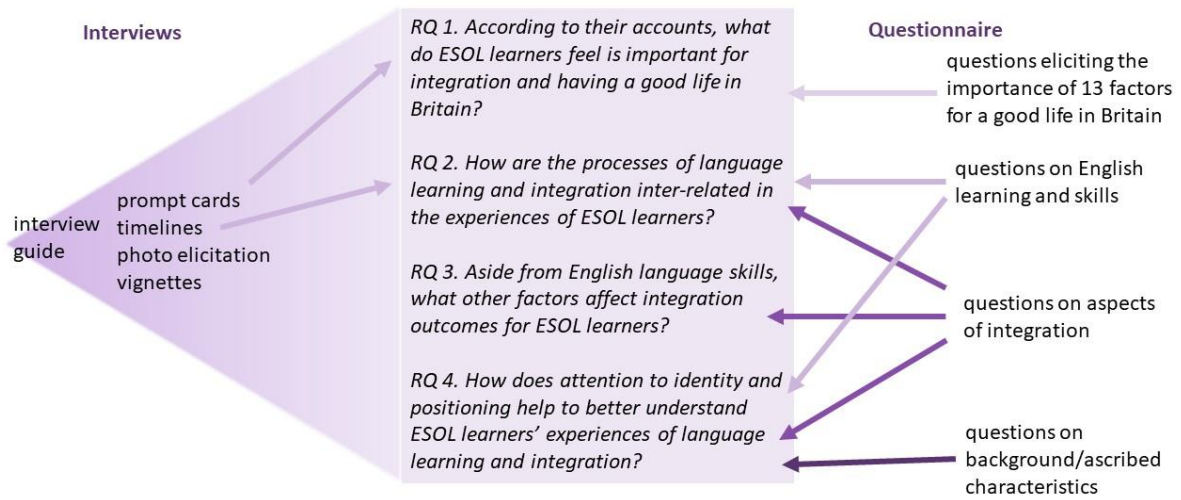 Interviews
interview
guide
prompt cards
timelines
photo elicitation
vignettes
RQ 1. According to their accounts, what
do ESOL learners feel is important for
integration and having a good life in
Britain?
RQ 2. How are the processes of language
learning and integration inter-related in
the experiences of ESOL learners?
RQ 3. Aside from English language skills,
what other factors affect integration
outcomes for ESOL learners?
RQ 4. How does attention to identity and
positioning help to better understand
ESOL learners’ experiences of language
learning and integration?
Questionnaire
questions eliciting the
importance of 13 factors
for a good life in Britain
questions on English
learning and skills
questions on aspects
of integration
questions on
background/ascribed
characteristics